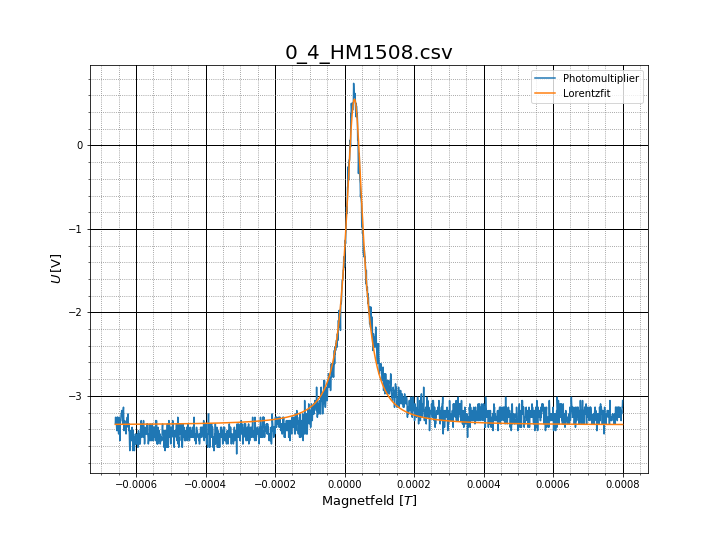 0_4_HM1508.csv
Photomultiplier
Lorentzfit
U [V]
0
−1
−2
−3
−0.0006 −0.0004 −0.0002 0.0000 0.0002 0.0004 0.0006 0.0008
Magnetfeld [T]